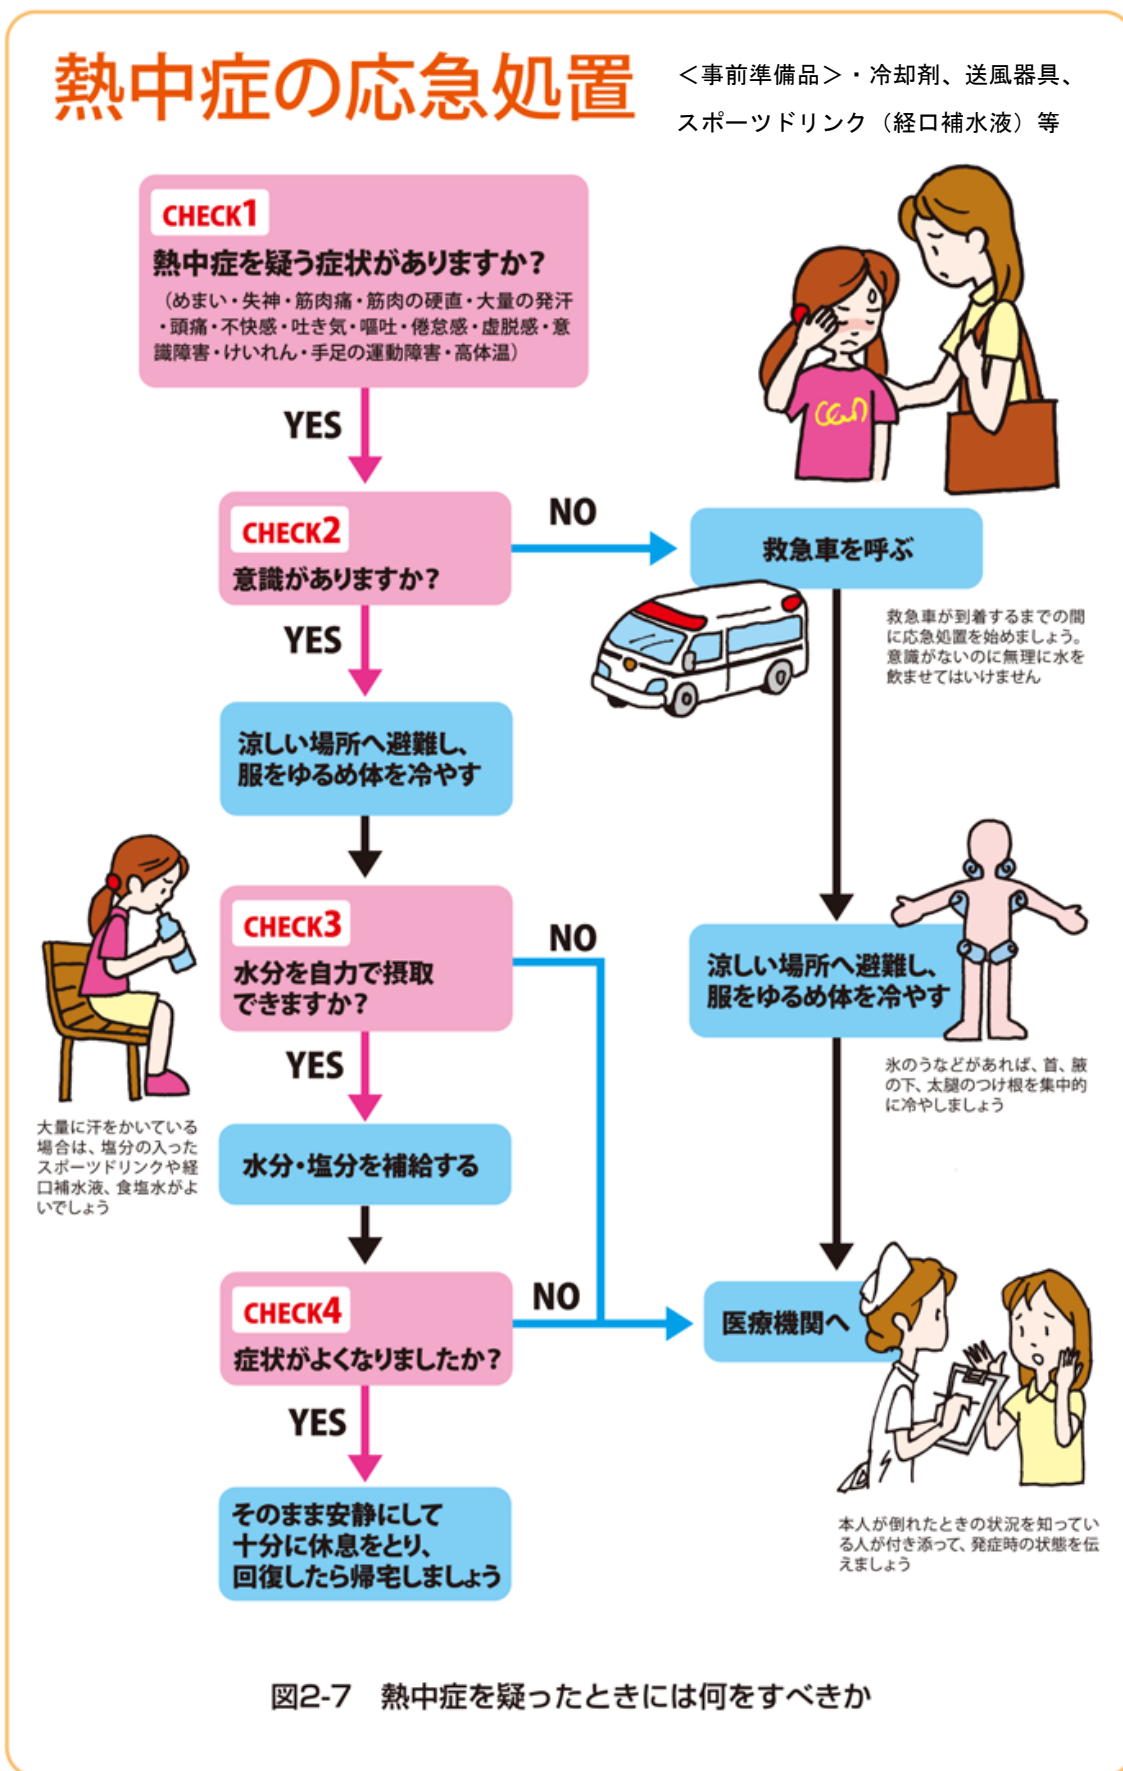 熱中症の応急処置
＜事前準備品＞・冷却剤、送風器具、
スポーツドリンク（経口補水液）等
CHECK1
熱中症を疑う症状がありますか？
（めまい・失神・筋肉痛・筋肉の硬直・大量の発汗
・頭痛・不快感・吐き気・嘔吐・倦怠感・虚脱感・意
識障害・けいれん・手足の運動障害・高体温）
YES
CHECK2
意識がありますか？
NO
救急車を呼ぶ
救急車が到着するまでの間
に応急処置を始めましょう。
意識がないのに無理に水を
飲ませてはいけません
YES
涼しい場所へ避難し、
服をゆるめ体を冷やす
CHECK3
水分を自力で摂取
できますか？
NO
涼しい場所へ避難し、
服をゆるめ体を冷やす
氷のうなどがあれば、首、腋
の下、太腿のつけ根を集中的
に冷やしましょう
YES
大量に汗をかいている
場合は、塩分の入った
スポーツドリンクや経
口補水液、食塩水がよ
いでしょう
水分・塩分を補給する
CHECK4
症状がよくなりましたか？
NO
医療機関へ
本人が倒れたときの状況を知ってい
る人が付き添って、発症時の状態を伝
えましょう
YES
そのまま安静にして
十分に休息をとり、
回復したら帰宅しましょう
図2-7　熱中症を疑ったときには何をすべきか